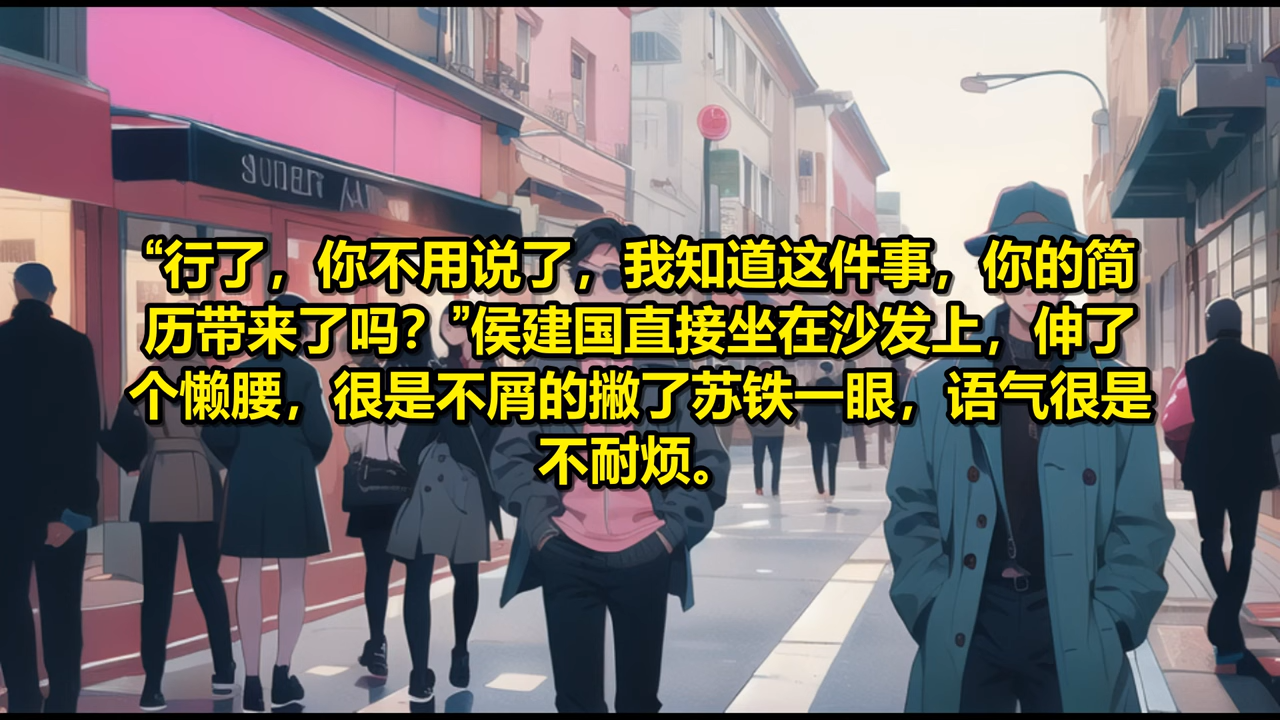 “行了，你不用说了，我知道这件事，你的简
历带来了吗？”侯建国直接坐在沙发上，伸了
个懒腰，很是不屑的撇了苏铁一眼，语气很是
不耐烦。